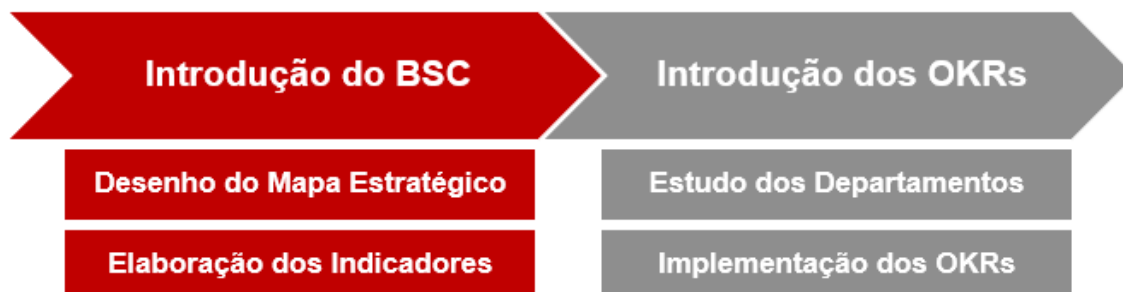 Introdução do BSC
Introdução dos OKRs
Desenho do Mapa Estratégico
Estudo dos Departamentos
Elaboração dos Indicadores
Implementação dos OKRs